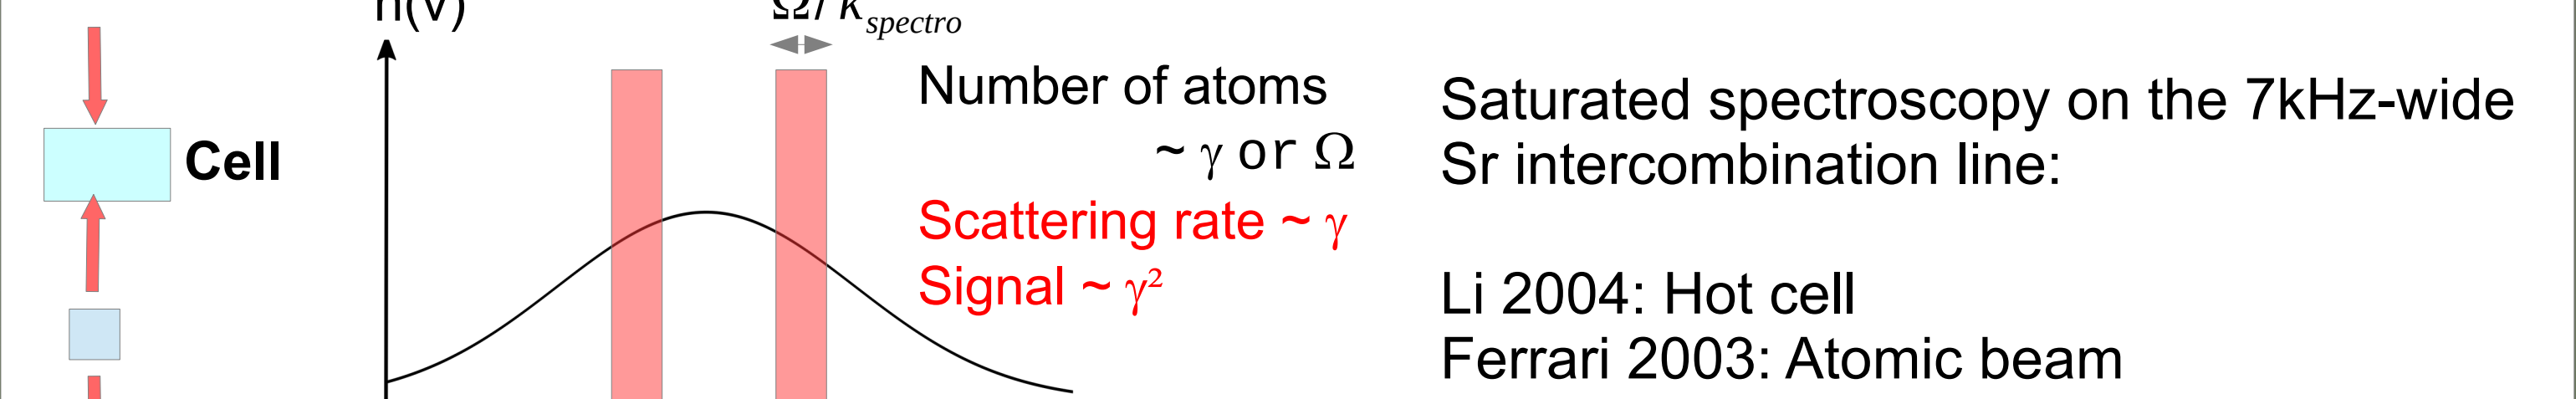 n(v)
Ω/ k_spectro
Cell
Number of atoms
~ γ or Ω
Scattering rate ~ γ
Signal ~ γ²
Saturated spectroscopy on the 7kHz-wide
Sr intercombination line:
Li 2004: Hot cell
Ferrari 2003: Atomic beam